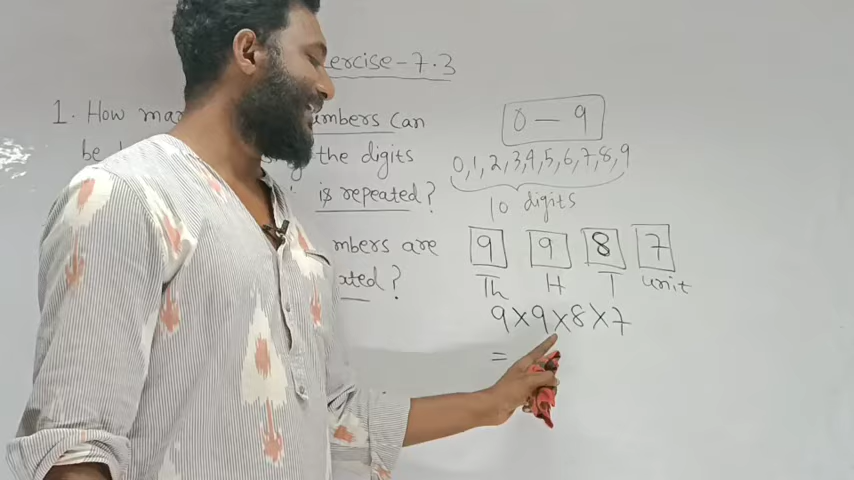 ercise-7.3
1. How ma umbers can
be the digits
is repeated?
mbers are
ated?
0 — 9
0,1,2,3,4,5,6,7,8,9
10 digits
9 9 8 7
Th H T unit
9×9×8×7
=